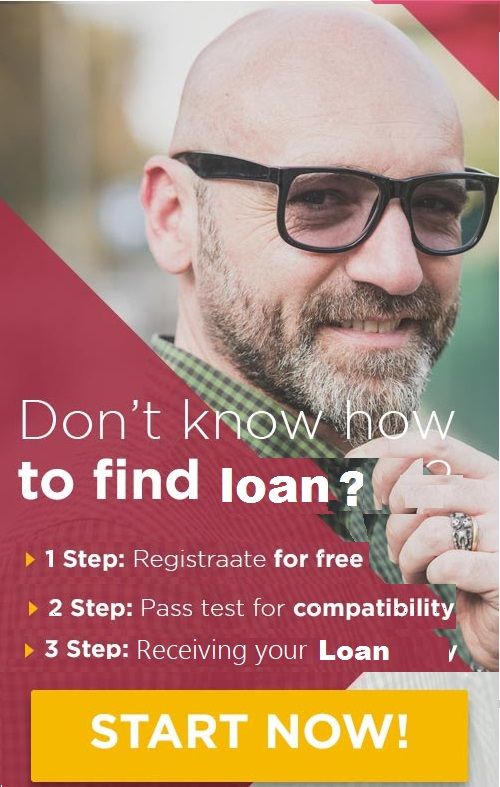 Don't know how
to find loan ?
1 Step: Registraate for free
2 Step: Pass test for compatibility
3 Step: Receiving your Loan
START NOW!